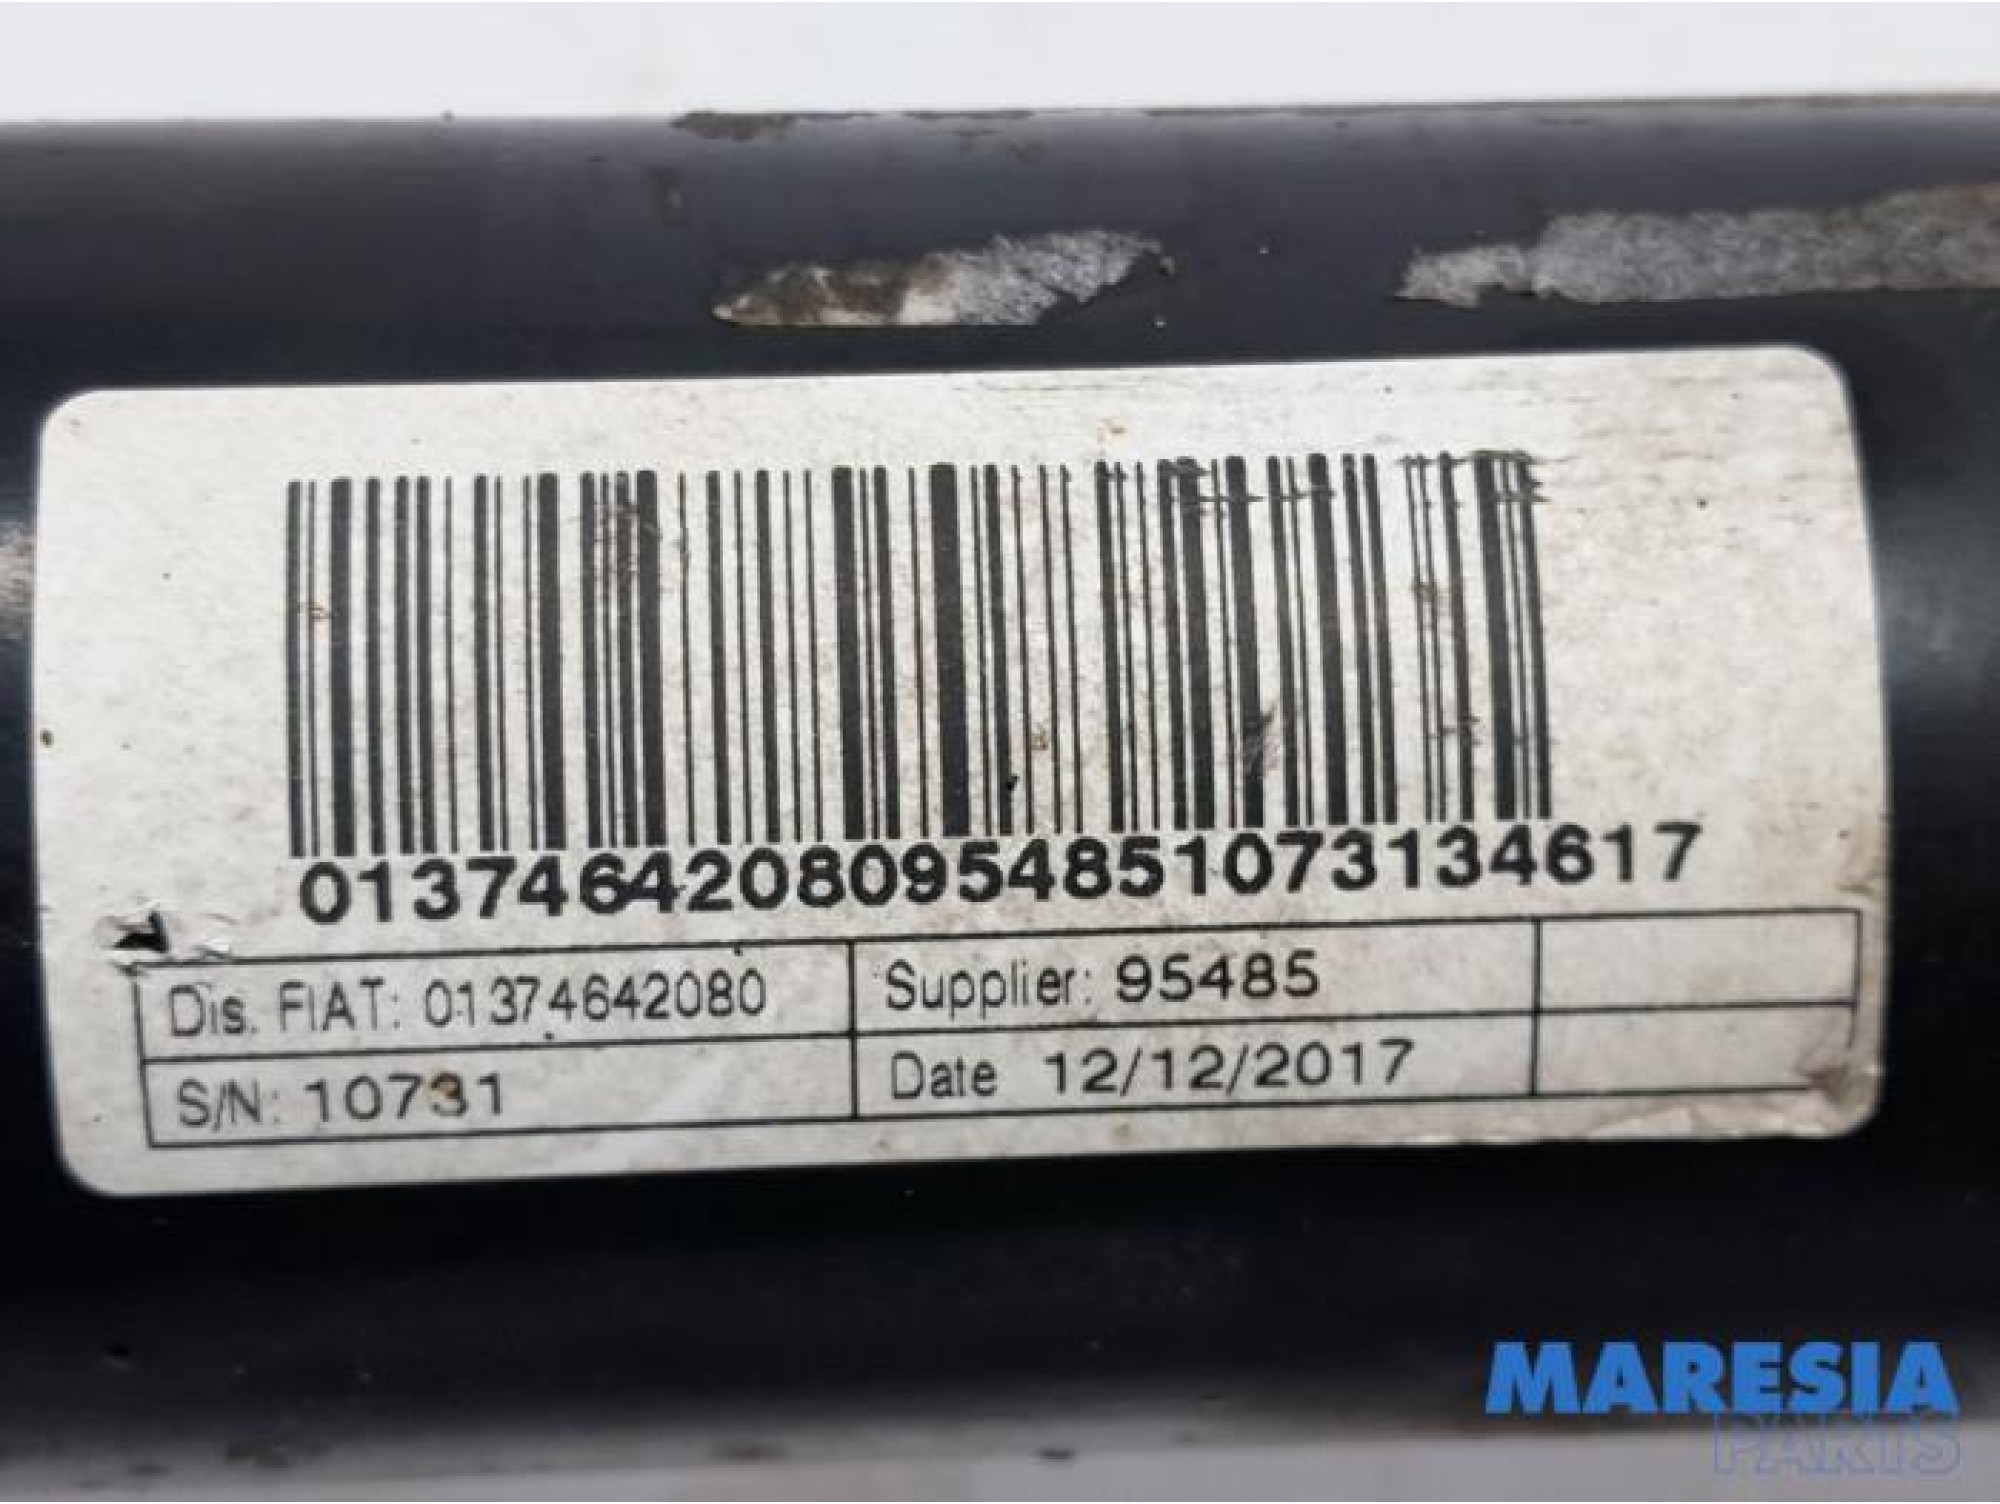 01374642080954851073134617
Dis. FIAT: 01374642080 Supplier: 95485
S/N: 10731 Date 12/12/2017
MARESIA
PARTS